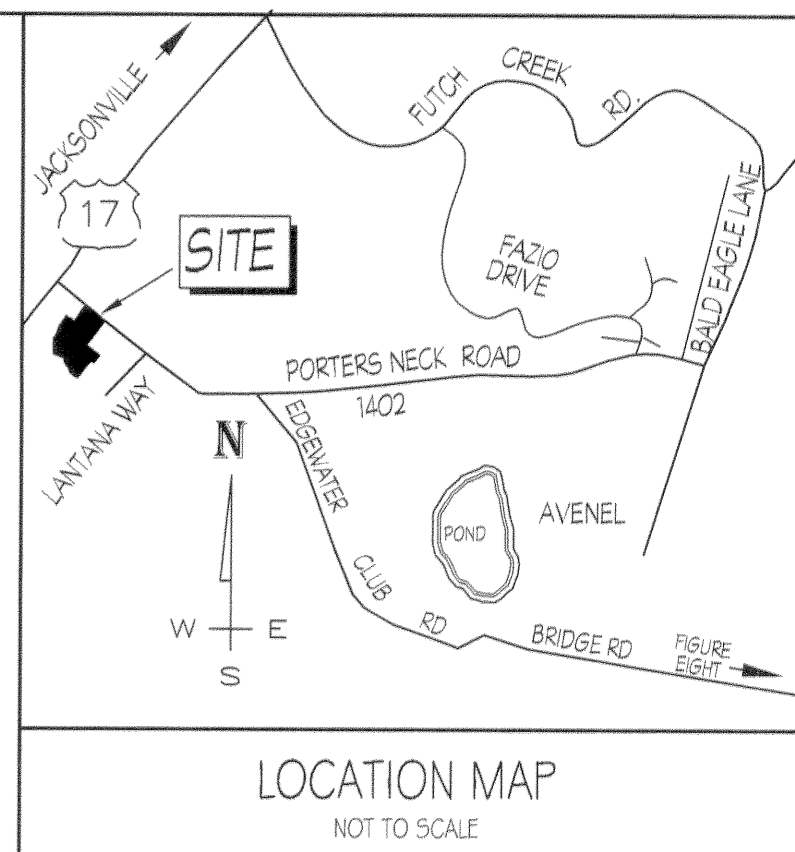 JACKSONVILLE
17
SITE
FUTCH CREEK RD.
FAZIO
DRIVE
BALD EAGLE LANE
PORTERS NECK ROAD
1402
LANTANA WAY
N
W E
S
EDGEWATER CLUB RD
POND
AVENEL
BRIDGE RD
FIGURE
EIGHT
LOCATION MAP
NOT TO SCALE